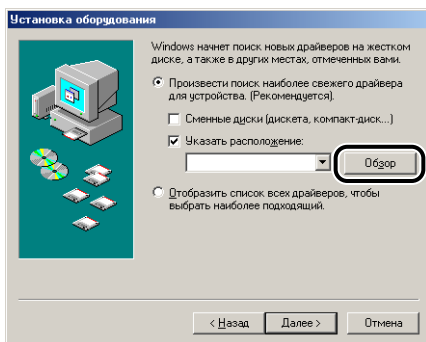 Установка оборудования
Windows начнет поиск новых драйверов на жестком
диске, а также в других местах, отмеченных вами.
Произвести поиск наиболее свежего драйвера
для устройства. (Рекомендуется).
Сменные диски (дискета, компакт-диск...)
Указать расположение:
Обзор
Отобразить список всех драйверов, чтобы
выбрать наиболее подходящий.
< Назад
Далее >
Отмена